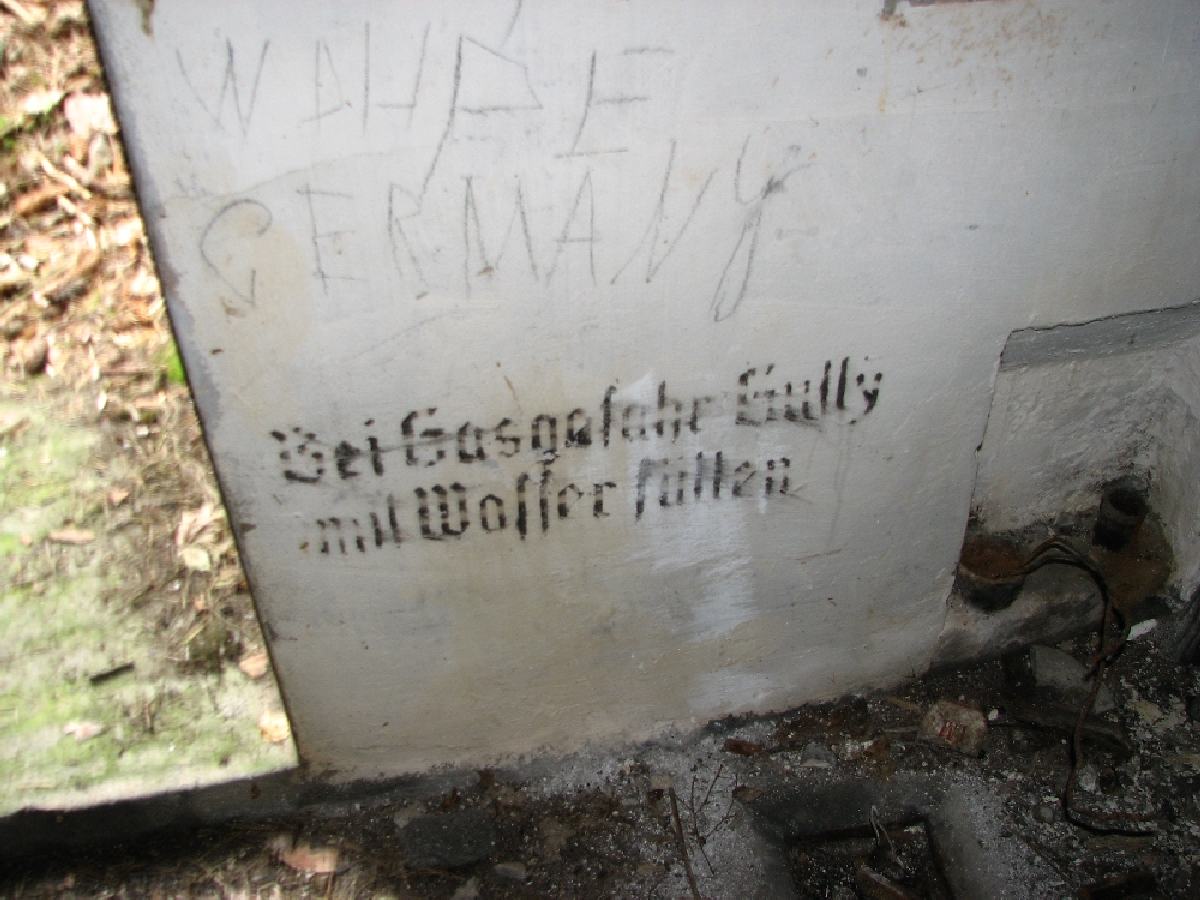 WAHRE
GERMANY
Bei Gasgefahr Gully
mit Wasser füllen